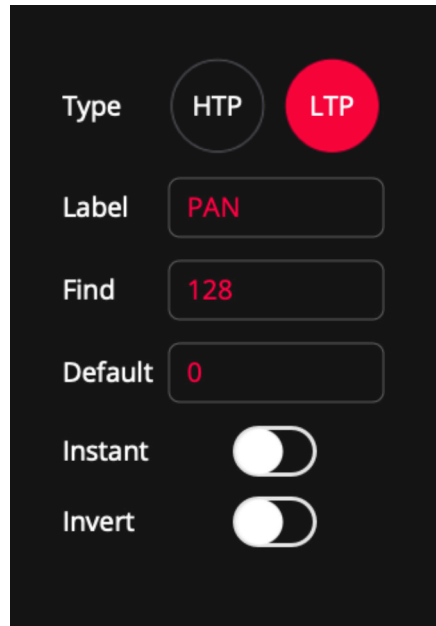 Type HTP LTP
Label PAN
Find 128
Default 0
Instant
Invert